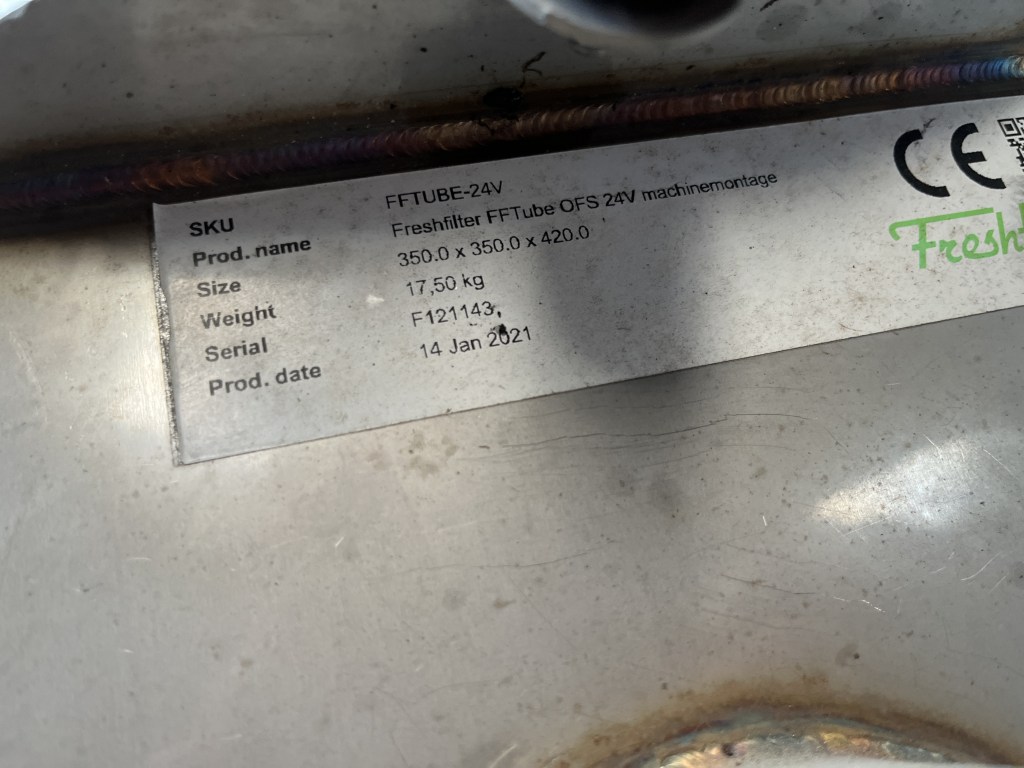 SKU FFTUBE-24V
Prod. name Freshfilter FFTube OFS 24V machinemontage
Size 350.0 x 350.0 x 420.0
Weight 17,50 kg
Serial F121143
Prod. date 14 Jan 2021
CE
Fresh